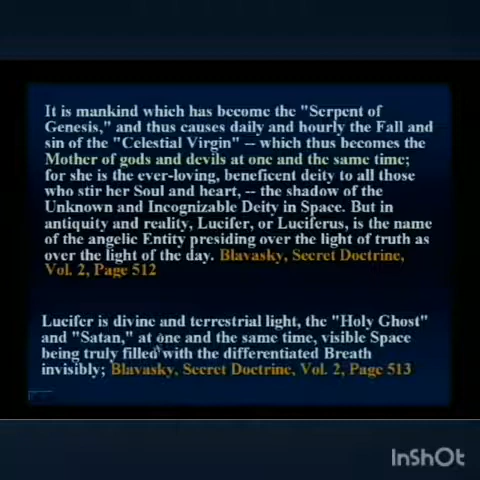 It is mankind which has become the "Serpent of
Genesis," and thus causes daily and hourly the Fall and
sin of the "Celestial Virgin" -- which thus becomes the
Mother of gods and devils at one and the same time;
for she is the ever-loving, beneficent deity to all those
who stir her Soul and heart, -- the shadow of the
Unknown and Incognizable Deity in Space. But in
antiquity and reality, Lucifer, or Luciferus, is the name
of the angelic Entity presiding over the light of truth as
over the light of the day. Blavasky, Secret Doctrine,
Vol. 2, Page 512
Lucifer is divine and terrestrial light, the "Holy Ghost"
and "Satan," at one and the same time, visible Space
being truly filled with the differentiated Breath
invisibly; Blavasky, Secret Doctrine, Vol. 2, Page 513
InShOt